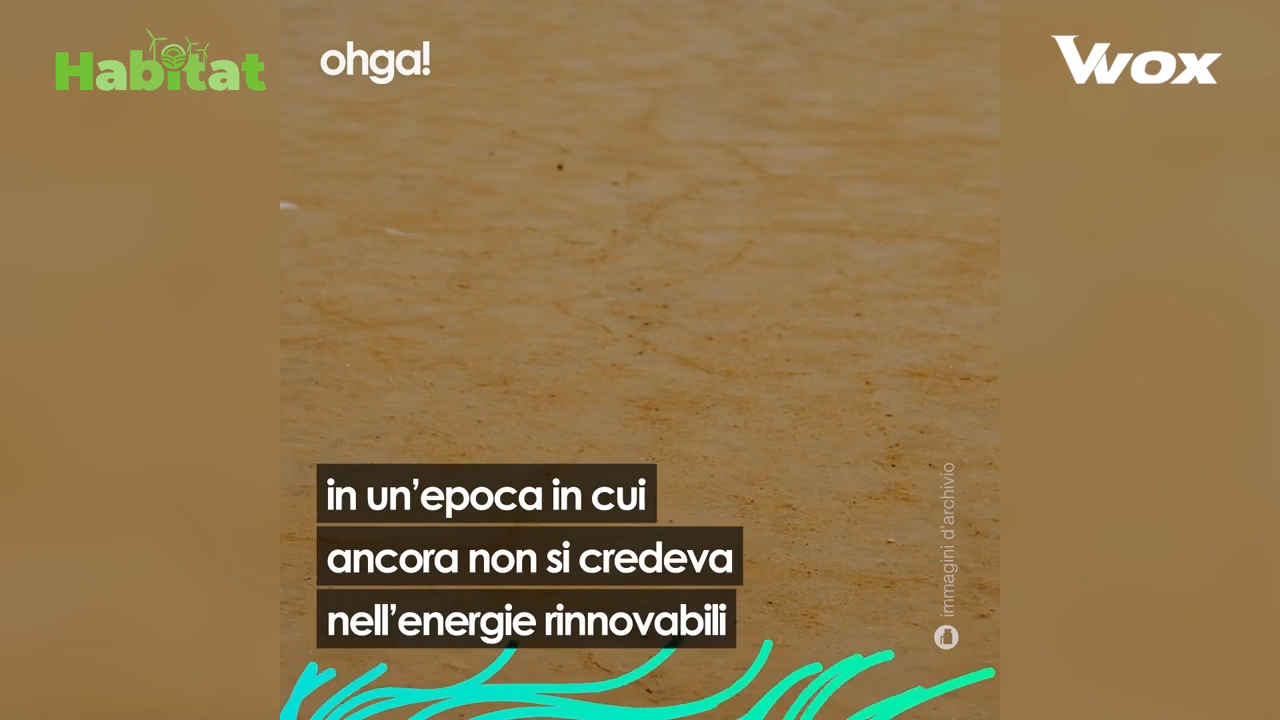 Habitat
ohga!
Vvox
in un'epoca in cui
ancora non si credeva
nell'energie rinnovabili
immagini d'archivio